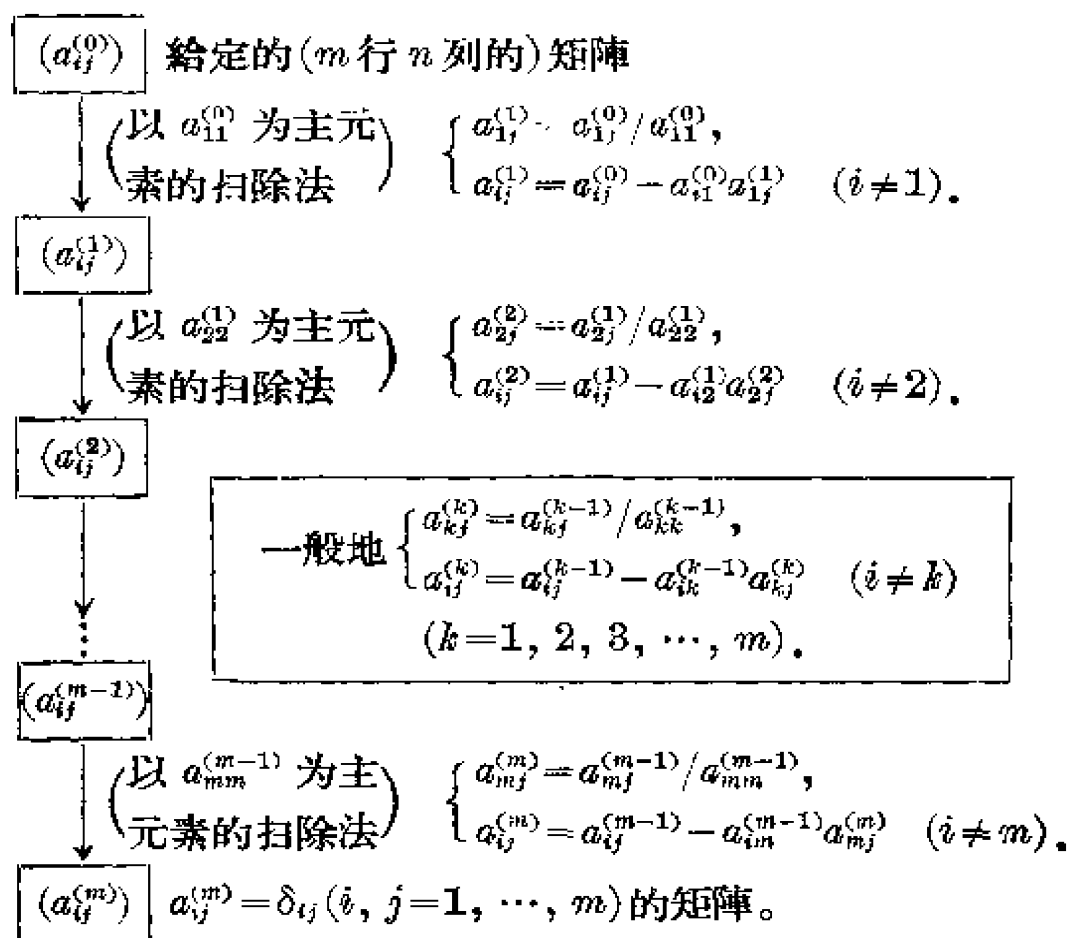 (a_{ij}^{(0)}) 給定的(m行n列的)矩陣
(以 a_{11}^{(0)} 为主元 { a_{1j}^{(1)} = a_{1j}^{(0)}/a_{11}^{(0)},
素的扫除法) a_{ij}^{(1)} = a_{ij}^{(0)} − a_{i1}^{(0)}a_{1j}^{(1)} (i≠1).
(a_{ij}^{(1)})
(以 a_{22}^{(1)} 为主元 { a_{2j}^{(2)} = a_{2j}^{(1)}/a_{22}^{(1)},
素的扫除法) a_{ij}^{(2)} = a_{ij}^{(1)} − a_{i2}^{(1)}a_{2j}^{(2)} (i≠2).
(a_{ij}^{(2)})
一般地 { a_{kj}^{(k)} = a_{kj}^{(k−1)}/a_{kk}^{(k−1)},
a_{ij}^{(k)} = a_{ij}^{(k−1)} − a_{ik}^{(k−1)}a_{kj}^{(k)} (i≠k)
(k=1, 2, 3, ⋯, m).
⋮
(a_{ij}^{(m−1)})
(以 a_{mm}^{(m−1)} 为主 { a_{mj}^{(m)} = a_{mj}^{(m−1)}/a_{mm}^{(m−1)},
元素的扫除法) a_{ij}^{(m)} = a_{ij}^{(m−1)} − a_{im}^{(m−1)}a_{mj}^{(m)} (i≠m).
(a_{ij}^{(m)}) a_{ij}^{(m)} = δ_{ij}(i, j=1, ⋯, m)的矩陣。